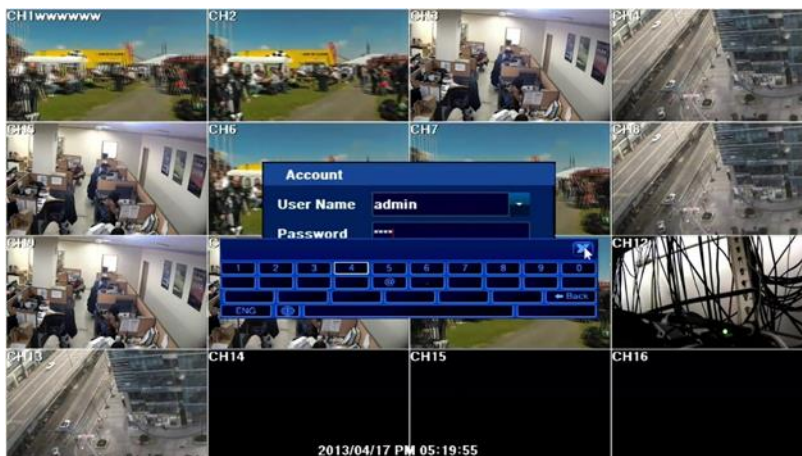 CH1wwwwww
CH2
CH3
CH4
CH5
CH6
CH7
CH8
Account
User Name admin
Password ****
CH9
CH12
1 2 3 4 5 6 7 8 9 0
@ .
← Back
ENG
CH13
CH14
CH15
CH16
2013/04/17 PM 05:19:55